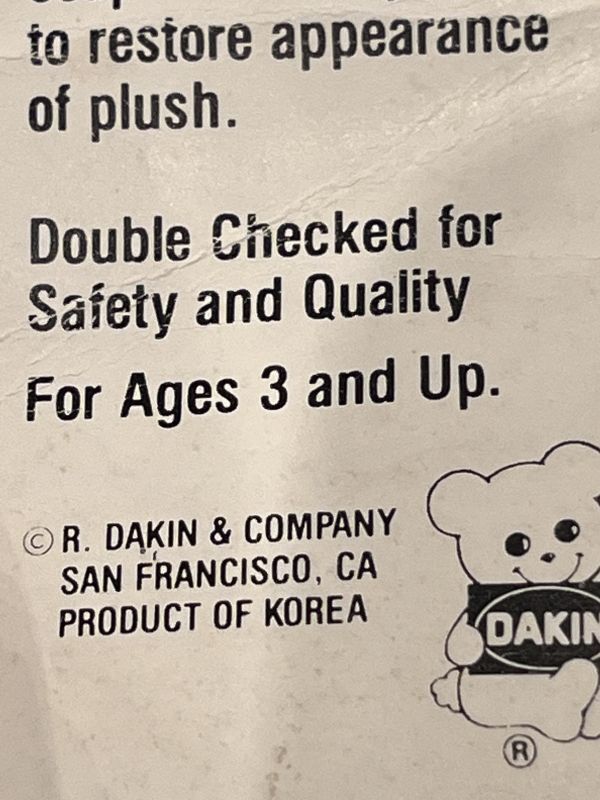 to restore appearance
of plush.
Double Checked for
Safety and Quality
For Ages 3 and Up.
© R. DAKIN & COMPANY
SAN FRANCISCO, CA
PRODUCT OF KOREA
DAKIN
®